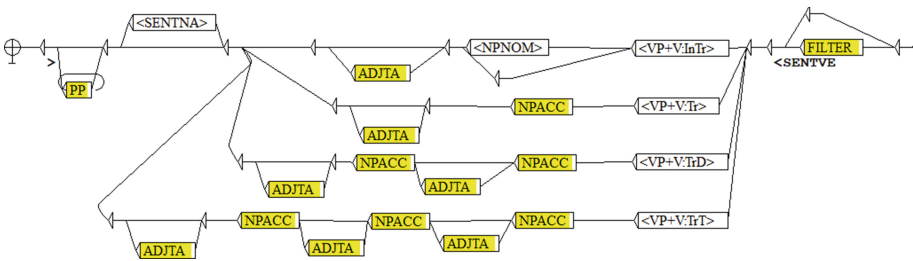 <SENTNA>
<NPNOM> <VP+V:InTr> FILTER
ADJTA
> <SENTVE
PP
NPACC <VP+V:Tr>
ADJTA
NPACC NPACC <VP+V:TrD>
ADJTA ADJTA
NPACC NPACC NPACC <VP+V:TrT>
ADJTA ADJTA ADJTA